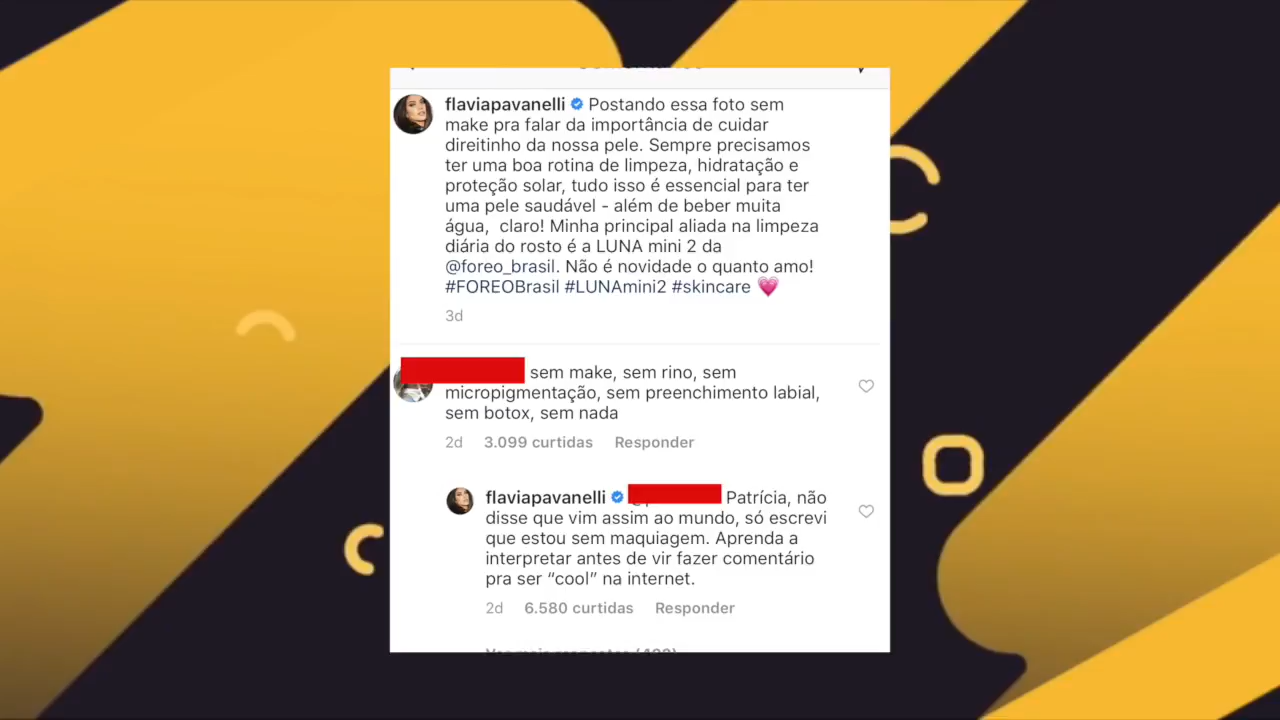 flaviapavanelli Postando essa foto sem
make pra falar da importância de cuidar
direitinho da nossa pele. Sempre precisamos
ter uma boa rotina de limpeza, hidratação e
proteção solar, tudo isso é essencial para ter
uma pele saudável - além de beber muita
água, claro! Minha principal aliada na limpeza
diária do rosto é a LUNA mini 2 da
@foreo_brasil. Não é novidade o quanto amo!
#FOREOBrasil #LUNAmini2 #skincare 💗
3d
sem make, sem rino, sem
micropigmentação, sem preenchimento labial,
sem botox, sem nada
2d 3.099 curtidas Responder
flaviapavanelli Patrícia, não
disse que vim assim ao mundo, só escrevi
que estou sem maquiagem. Aprenda a
interpretar antes de vir fazer comentário
pra ser “cool” na internet.
2d 6.580 curtidas Responder